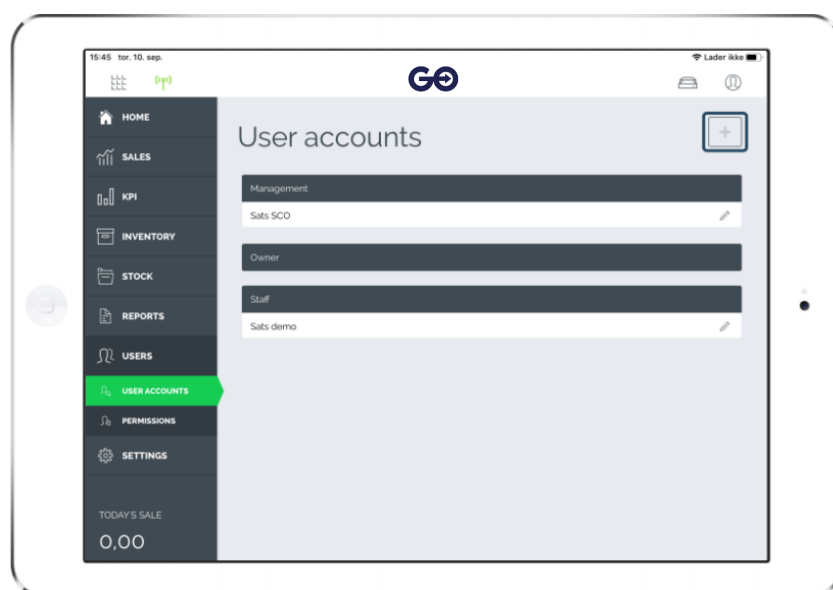 15:45 tor. 10. sep.
Lader ikke
GO
HOME
SALES
KPI
INVENTORY
STOCK
REPORTS
USERS
USER ACCOUNTS
PERMISSIONS
SETTINGS
TODAY'S SALE
0,00
User accounts
+
Management
Sats SCO
Owner
Staff
Sats demo